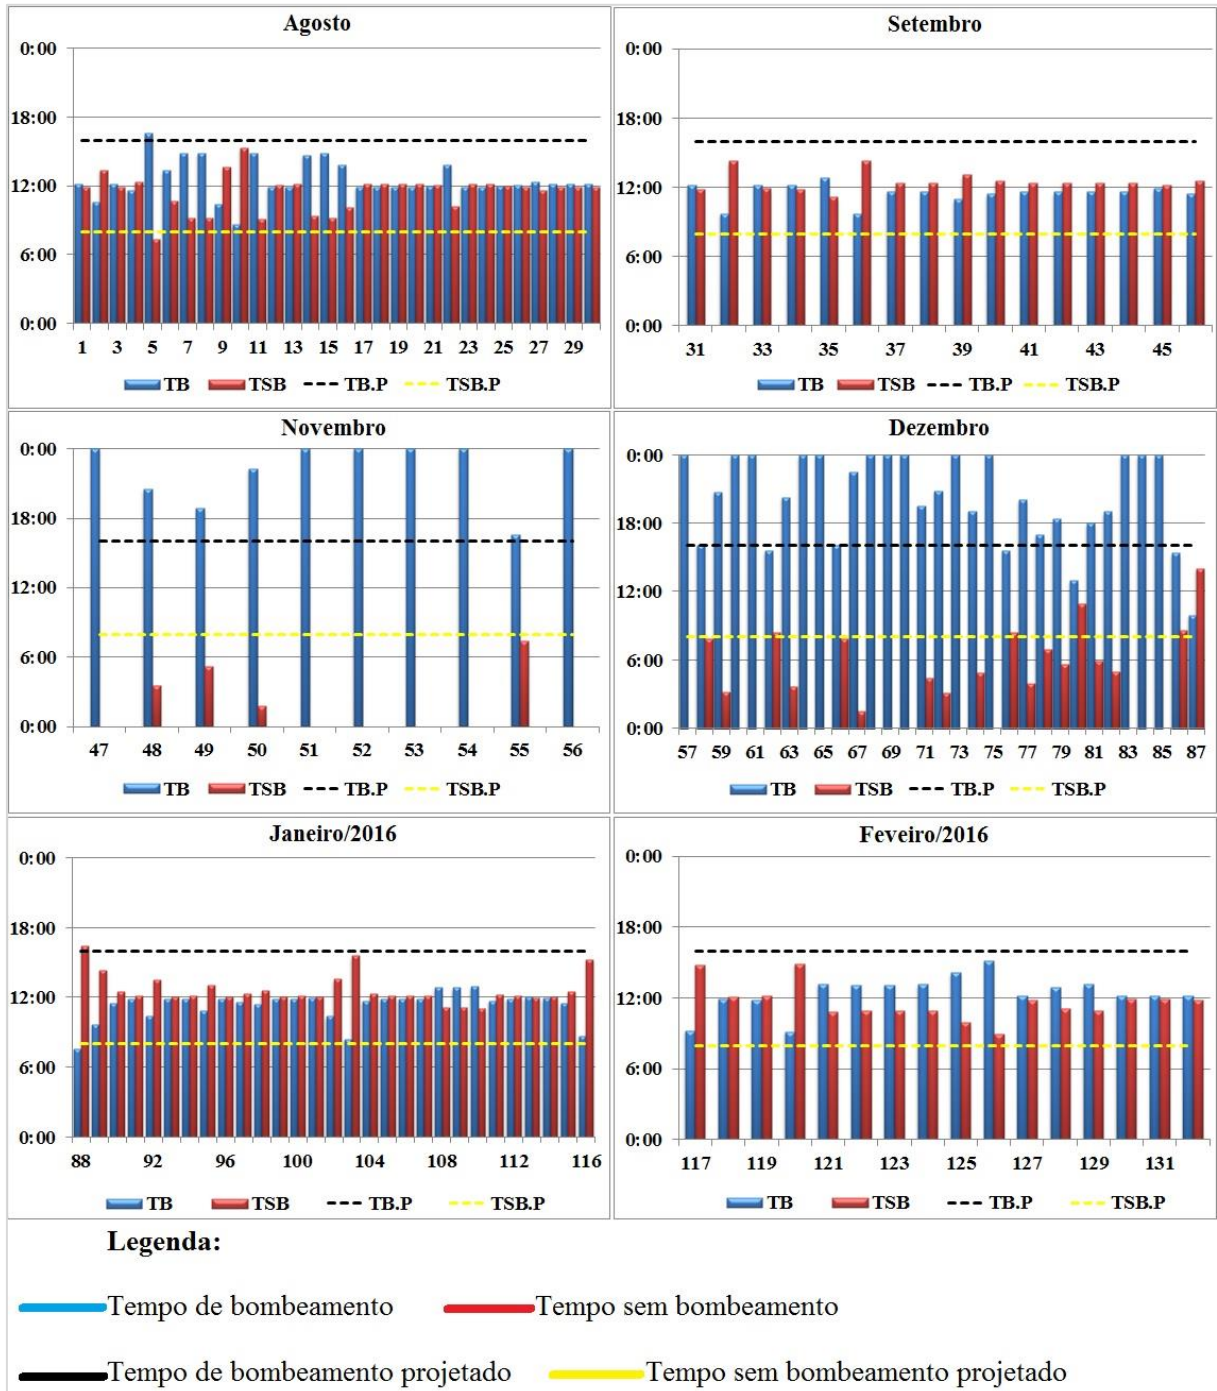 Agosto
0:00
18:00
12:00
6:00
0:00
1 3 5 7 9 11 13 15 17 19 21 23 25 27 29
TB TSB TB.P TSB.P
Setembro
0:00
18:00
12:00
6:00
0:00
31 33 35 37 39 41 43 45
TB TSB TB.P TSB.P
Novembro
0:00
18:00
12:00
6:00
0:00
47 48 49 50 51 52 53 54 55 56
TB TSB TB.P TSB.P
Dezembro
0:00
18:00
12:00
6:00
0:00
57 59 61 63 65 67 69 71 73 75 77 79 81 83 85 87
TB TSB TB.P TSB.P
Janeiro/2016
0:00
18:00
12:00
6:00
0:00
88 92 96 100 104 108 112 116
TB TSB TB.P TSB.P
Feveiro/2016
0:00
18:00
12:00
6:00
0:00
117 119 121 123 125 127 129 131
TB TSB TB.P TSB.P
Legenda:
Tempo de bombeamento Tempo sem bombeamento
Tempo de bombeamento projetado Tempo sem bombeamento projetado